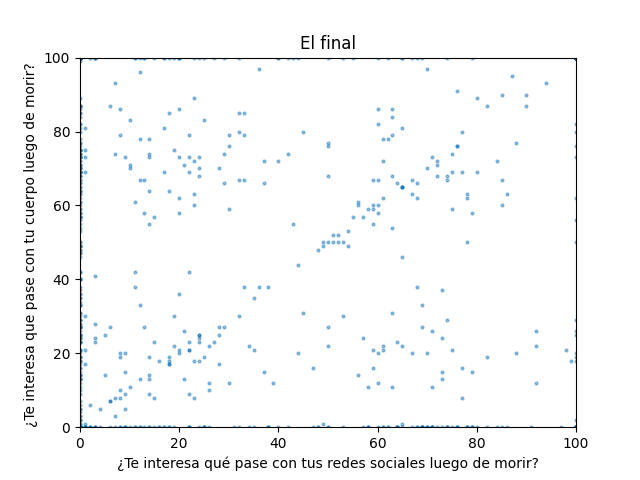 El final
100
80
60
40
20
0
¿Te interesa que pase con tu cuerpo luego de morir?
0 20 40 60 80 100
¿Te interesa qué pase con tus redes sociales luego de morir?